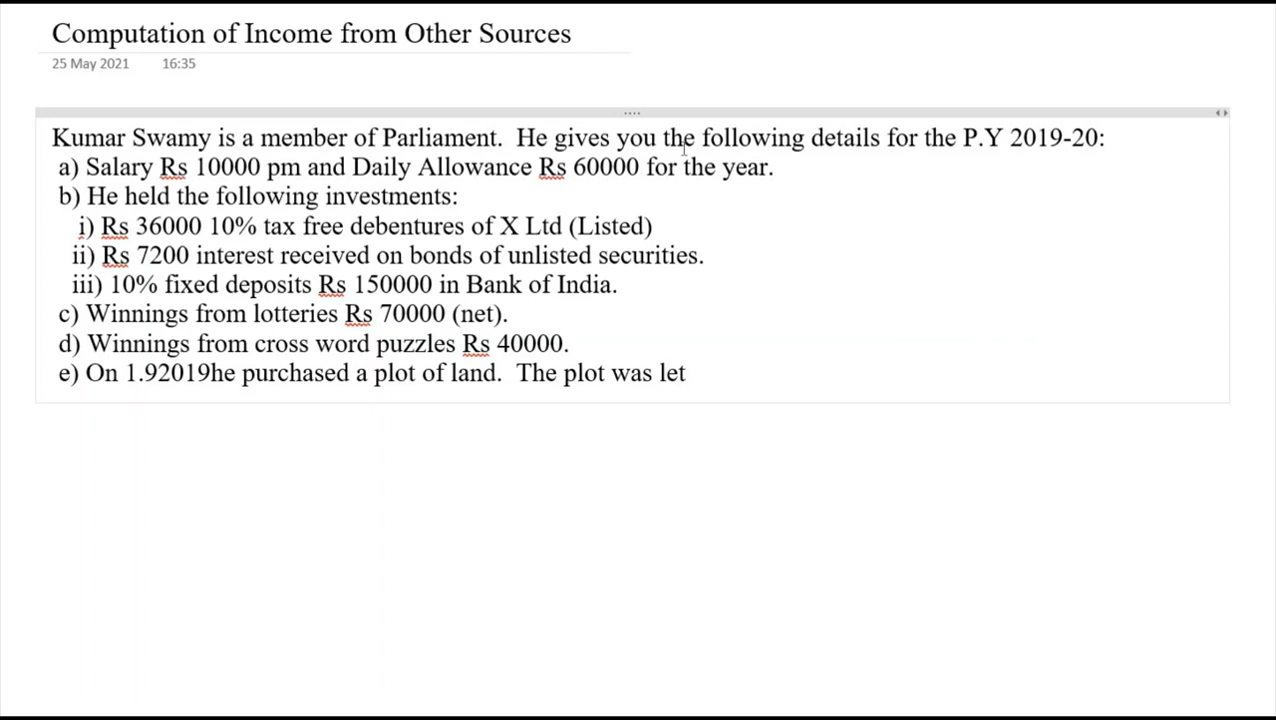 Computation of Income from Other Sources
25 May 2021 16:35
Kumar Swamy is a member of Parliament. He gives you the following details for the P.Y 2019-20:
a) Salary Rs 10000 pm and Daily Allowance Rs 60000 for the year.
b) He held the following investments:
i) Rs 36000 10% tax free debentures of X Ltd (Listed)
ii) Rs 7200 interest received on bonds of unlisted securities.
iii) 10% fixed deposits Rs 150000 in Bank of India.
c) Winnings from lotteries Rs 70000 (net).
d) Winnings from cross word puzzles Rs 40000.
e) On 1.92019he purchased a plot of land. The plot was let